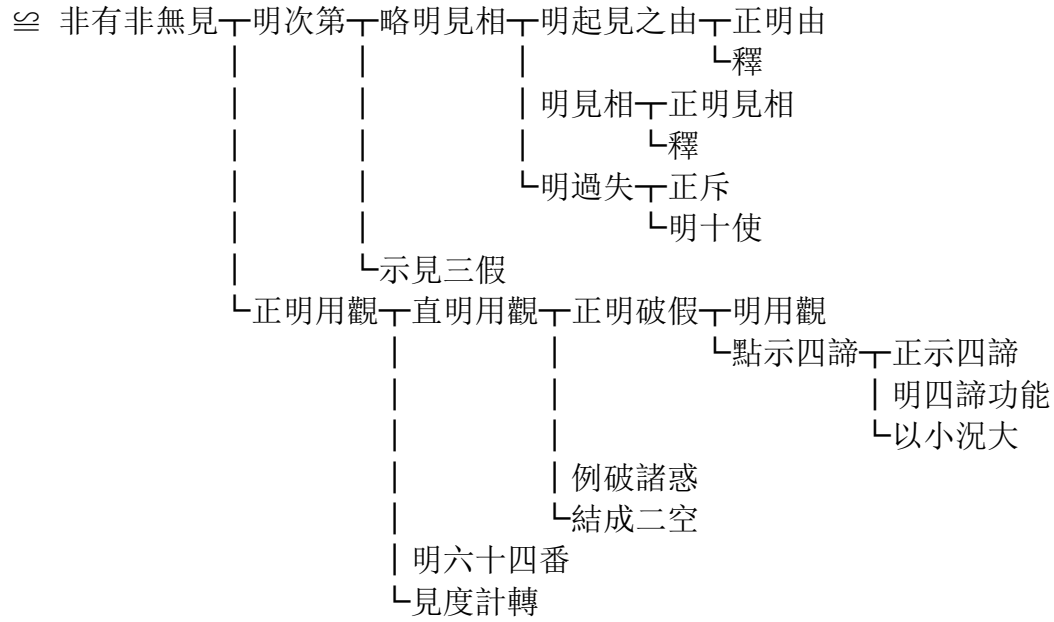 ≌ 非有非無見┬明次第┬略明見相┬明起見之由┬正明由
└釋
明見相┬正明見相
└釋
└明過失┬正斥
└明十使
└示見三假
└正明用觀┬直明用觀┬正明破假┬明用觀
└點示四諦┬正示四諦
│明四諦功能
└以小況大
│例破諸惑
└結成二空
│明六十四番
└見度計轉